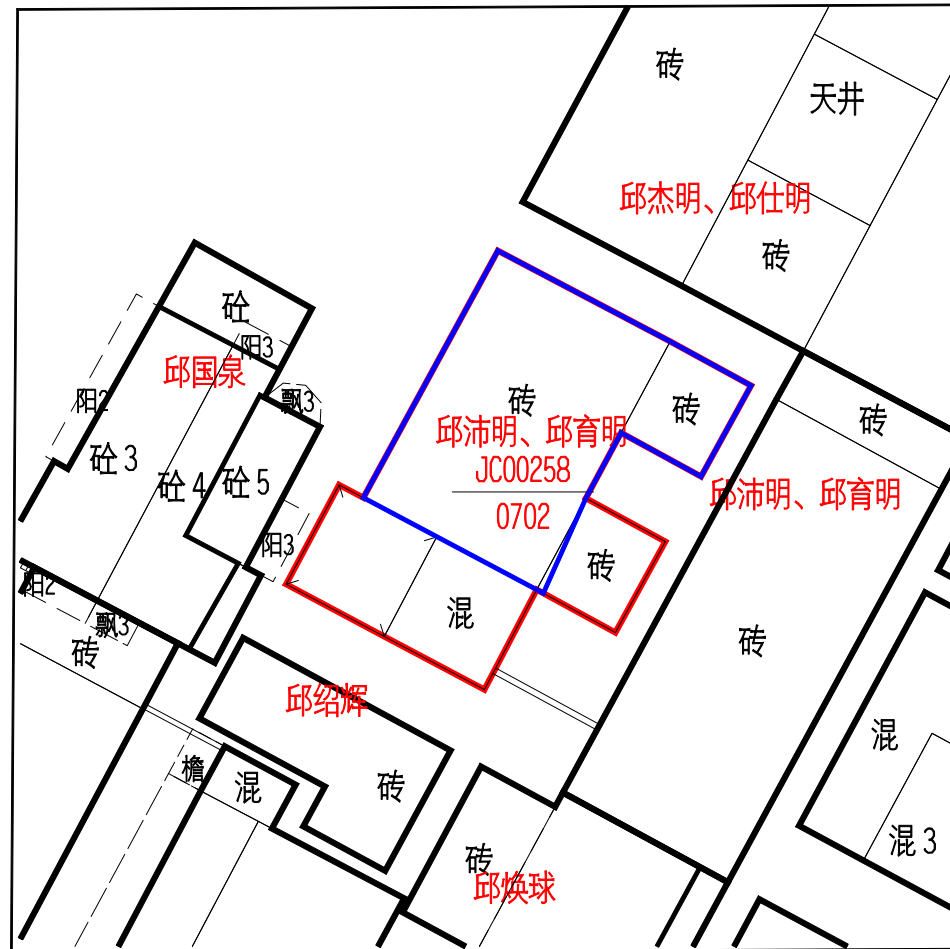 砖
天井
邱杰明、邱仕明
砖
砼
阳3
邱国泉
阳2
飘3
砖
砖
砖
邱沛明、邱育明
砼 3
砼 4
砼 5
JC00258
0702
邱沛明、邱育明
阳3
砖
阳2
混
飘3
砖
砖
邱绍辉
混
檐
混
砖
混 3
砖
邱焕球